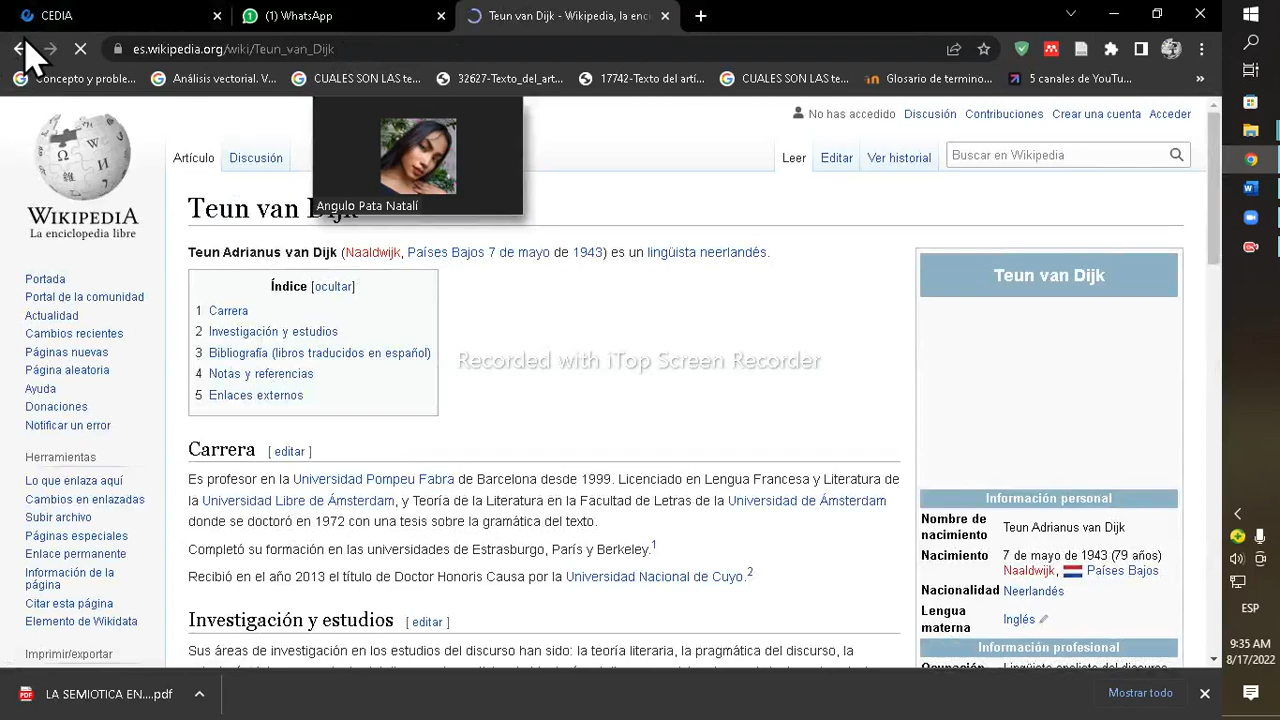 CEDIA
(1) WhatsApp
Teun van Dijk - Wikipedia, la enci
es.wikipedia.org/wiki/Teun_van_Dijk
Concepto y proble...
Análisis vectorial. V...
CUALES SON LAS te...
32627-Texto_del_art...
17742-Texto del artí...
CUALES SON LAS te...
Glosario de termino...
5 canales de YouTu...
No has accedido
Discusión
Contribuciones
Crear una cuenta
Acceder
Artículo
Discusión
Leer
Editar
Ver historial
Buscar en Wikipedia
Angulo Pata Natalí
WIKIPEDIA
La enciclopedia libre
Portada
Portal de la comunidad
Actualidad
Cambios recientes
Páginas nuevas
Página aleatoria
Ayuda
Donaciones
Notificar un error
Herramientas
Lo que enlaza aquí
Cambios en enlazadas
Subir archivo
Páginas especiales
Enlace permanente
Información de la
página
Citar esta página
Elemento de Wikidata
Imprimir/exportar
Teun van Dijk
Teun Adrianus van Dijk (Naaldwijk, Países Bajos 7 de mayo de 1943) es un lingüista neerlandés.
Índice [ocultar]
1 Carrera
2 Investigación y estudios
3 Bibliografía (libros traducidos en español)
4 Notas y referencias
5 Enlaces externos
Recorded with iTop Screen Recorder
Carrera [ editar ]
Es profesor en la Universidad Pompeu Fabra de Barcelona desde 1999. Licenciado en Lengua Francesa y Literatura de
la Universidad Libre de Ámsterdam, y Teoría de la Literatura en la Facultad de Letras de la Universidad de Ámsterdam
donde se doctoró en 1972 con una tesis sobre la gramática del texto.
Completó su formación en las universidades de Estrasburgo, París y Berkeley.1
Recibió en el año 2013 el título de Doctor Honoris Causa por la Universidad Nacional de Cuyo.2
Investigación y estudios [ editar ]
Sus áreas de investigación en los estudios del discurso han sido: la teoría literaria, la pragmática del discurso, la
Teun van Dijk
Información personal
Nombre de
nacimiento
Teun Adrianus van Dijk
Nacimiento
7 de mayo de 1943 (79 años)
Naaldwijk, Países Bajos
Nacionalidad
Neerlandés
Lengua
materna
Inglés
Información profesional
Ocupación
Lingüista analista del discurso
ESP
9:35 AM
8/17/2022
LA SEMIOTICA EN....pdf
Mostrar todo